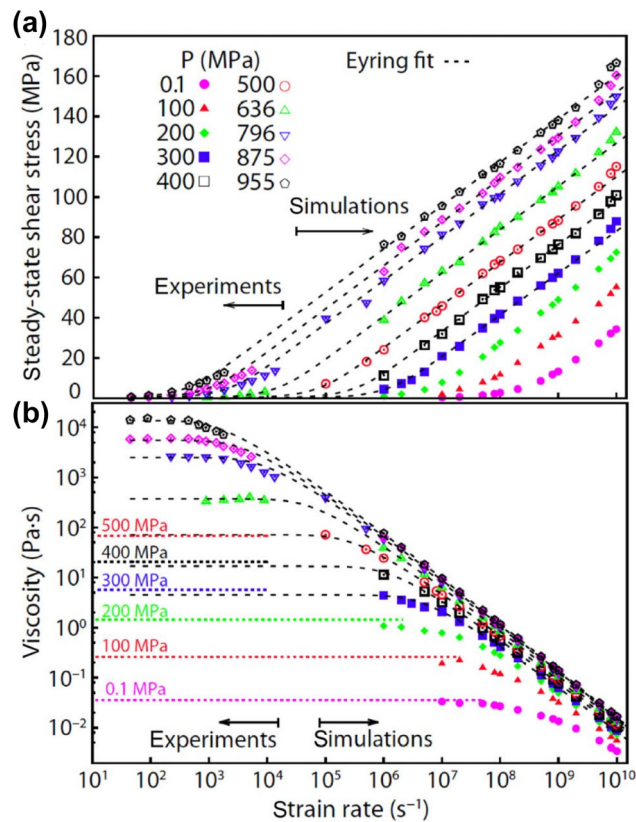 (a)
180
160
140
120
100
80
60
40
20
0
Steady-state shear stress (MPa)
P (MPa)
Eyring fit
0.1
500
100
636
200
796
300
875
400
955
Simulations
Experiments
(b)
10⁴
10³
10²
10¹
10⁰
10⁻¹
10⁻²
Viscosity (Pa·s)
500 MPa
400 MPa
300 MPa
200 MPa
100 MPa
0.1 MPa
Experiments
Simulations
10¹ 10² 10³ 10⁴ 10⁵ 10⁶ 10⁷ 10⁸ 10⁹ 10¹⁰
Strain rate (s⁻¹)